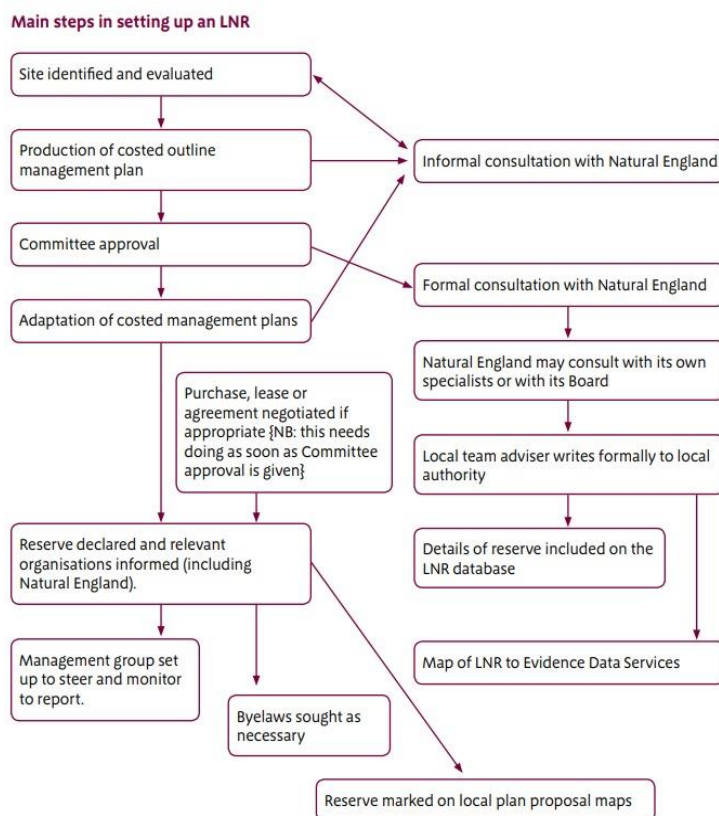 Main steps in setting up an LNR
Site identified and evaluated
Production of costed outline
management plan
Informal consultation with Natural England
Committee approval
Formal consultation with Natural England
Adaptation of costed management plans
Natural England may consult with its own
specialists or with its Board
Purchase, lease or
agreement negotiated if
appropriate {NB: this needs
doing as soon as Committee
approval is given}
Local team adviser writes formally to local
authority
Reserve declared and relevant
organisations informed (including
Natural England).
Details of reserve included on the
LNR database
Management group set
up to steer and monitor
to report.
Map of LNR to Evidence Data Services
Byelaws sought as
necessary
Reserve marked on local plan proposal maps